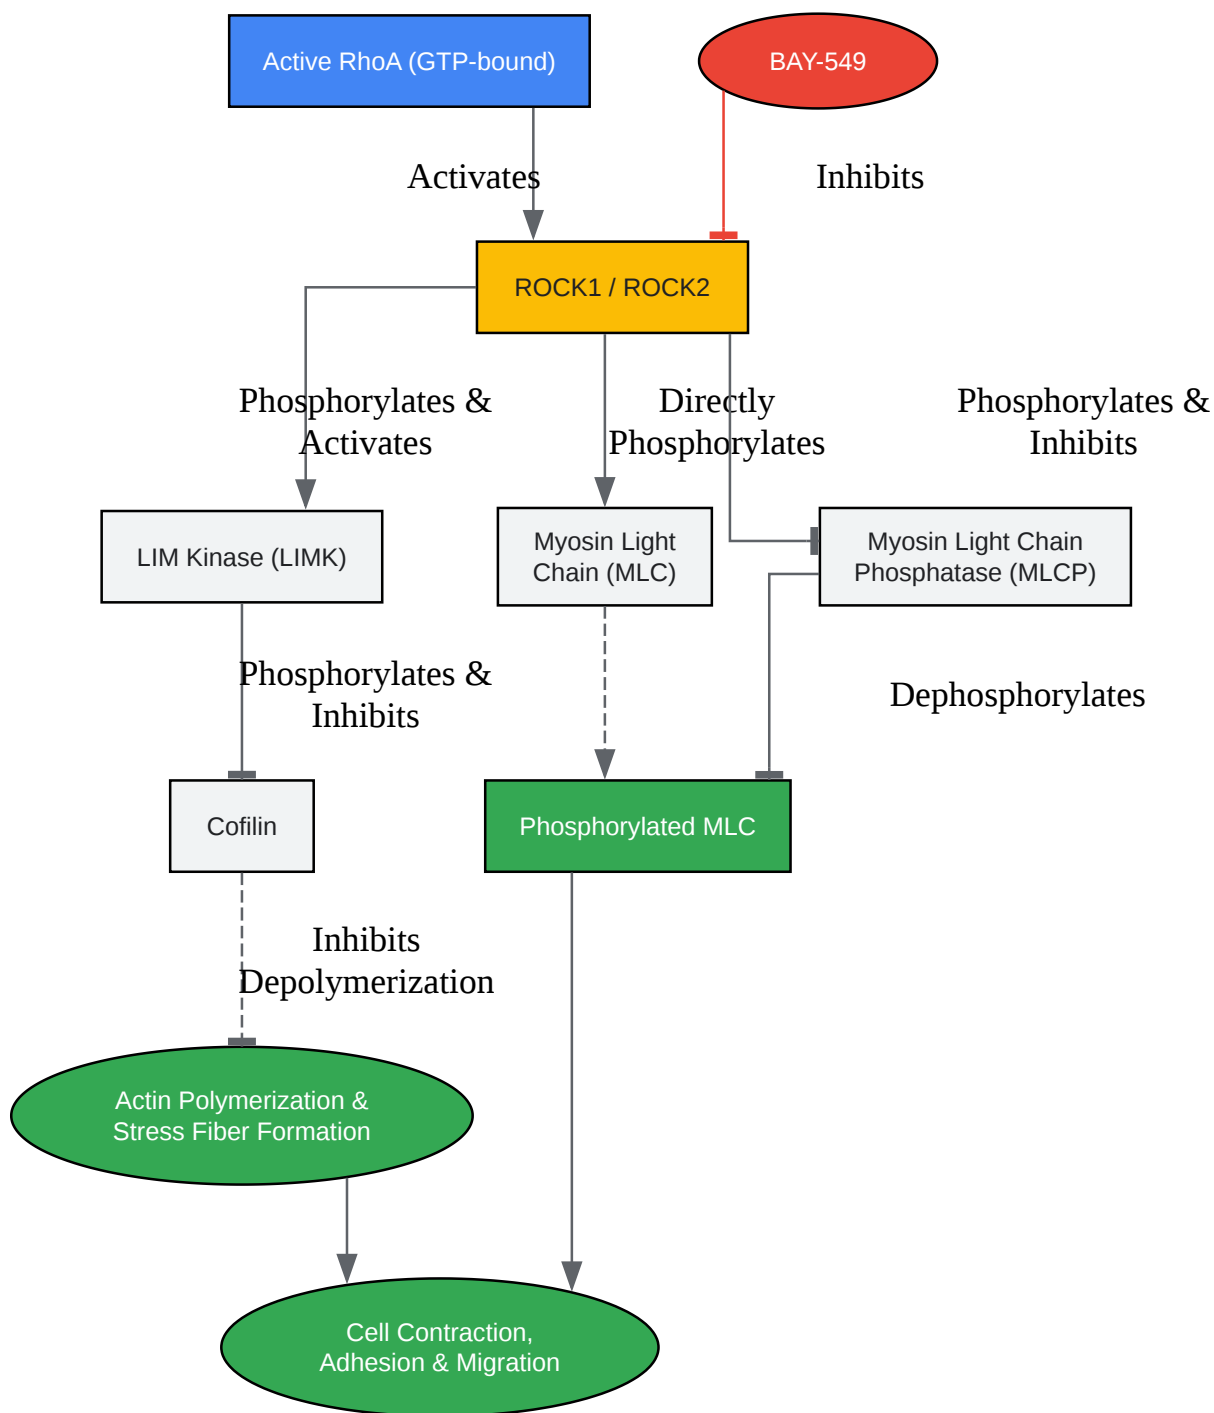 Active RhoA (GTP-bound)
BAY-549
Activates
Inhibits
ROCK1 / ROCK2
Phosphorylates &
Activates
Directly
Phosphorylates
Phosphorylates &
Inhibits
LIM Kinase (LIMK)
Myosin Light
Chain (MLC)
Myosin Light Chain
Phosphatase (MLCP)
Phosphorylates &
Inhibits
Dephosphorylates
Cofilin
Phosphorylated MLC
Inhibits
Depolymerization
Actin Polymerization &
Stress Fiber Formation
Cell Contraction,
Adhesion & Migration